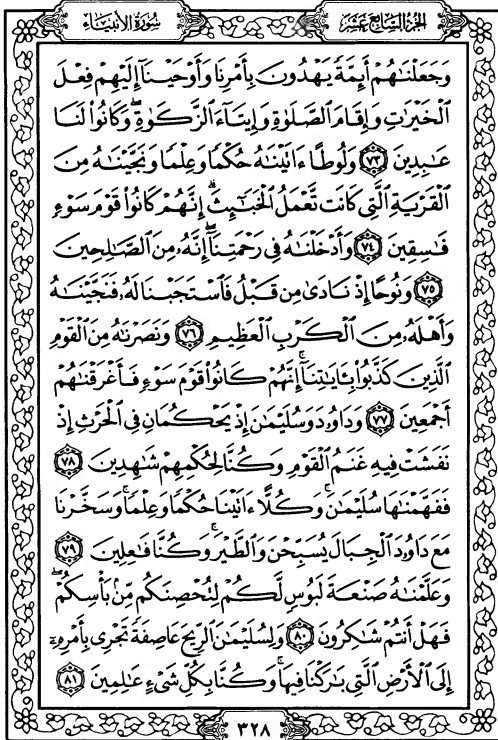 الجزء السابع عشر
سورة الأنبياء
وَجَعَلْنَٰهُمْ أَئِمَّةً يَهْدُونَ بِأَمْرِنَا وَأَوْحَيْنَآ إِلَيْهِمْ فِعْلَ
ٱلْخَيْرَٰتِ وَإِقَامَ ٱلصَّلَوٰةِ وَإِيتَآءَ ٱلزَّكَوٰةِ ۖ وَكَانُوا۟ لَنَا
عَٰبِدِينَ ﴿٧٣﴾ وَلُوطًا ءَاتَيْنَٰهُ حُكْمًا وَعِلْمًا وَنَجَّيْنَٰهُ مِنَ
ٱلْقَرْيَةِ ٱلَّتِى كَانَت تَّعْمَلُ ٱلْخَبَٰٓئِثَ ۗ إِنَّهُمْ كَانُوا۟ قَوْمَ سَوْءٍ
فَٰسِقِينَ ﴿٧٤﴾ وَأَدْخَلْنَٰهُ فِى رَحْمَتِنَآ ۖ إِنَّهُۥ مِنَ ٱلصَّٰلِحِينَ
﴿٧٥﴾ وَنُوحًا إِذْ نَادَىٰ مِن قَبْلُ فَٱسْتَجَبْنَا لَهُۥ فَنَجَّيْنَٰهُ
وَأَهْلَهُۥ مِنَ ٱلْكَرْبِ ٱلْعَظِيمِ ﴿٧٦﴾ وَنَصَرْنَٰهُ مِنَ ٱلْقَوْمِ
ٱلَّذِينَ كَذَّبُوا۟ بِـَٔايَٰتِنَآ ۚ إِنَّهُمْ كَانُوا۟ قَوْمَ سَوْءٍ فَأَغْرَقْنَٰهُمْ
أَجْمَعِينَ ﴿٧٧﴾ وَدَاوُۥدَ وَسُلَيْمَٰنَ إِذْ يَحْكُمَانِ فِى ٱلْحَرْثِ إِذْ
نَفَشَتْ فِيهِ غَنَمُ ٱلْقَوْمِ وَكُنَّا لِحُكْمِهِمْ شَٰهِدِينَ ﴿٧٨﴾
فَفَهَّمْنَٰهَا سُلَيْمَٰنَ ۚ وَكُلًّا ءَاتَيْنَا حُكْمًا وَعِلْمًا ۚ وَسَخَّرْنَا
مَعَ دَاوُۥدَ ٱلْجِبَالَ يُسَبِّحْنَ وَٱلطَّيْرَ ۚ وَكُنَّا فَٰعِلِينَ ﴿٧٩﴾
وَعَلَّمْنَٰهُ صَنْعَةَ لَبُوسٍ لَّكُمْ لِتُحْصِنَكُم مِّنۢ بَأْسِكُمْ ۖ
فَهَلْ أَنتُمْ شَٰكِرُونَ ﴿٨٠﴾ وَلِسُلَيْمَٰنَ ٱلرِّيحَ عَاصِفَةً تَجْرِى بِأَمْرِهِۦٓ
إِلَى ٱلْأَرْضِ ٱلَّتِى بَٰرَكْنَا فِيهَا ۚ وَكُنَّا بِكُلِّ شَىْءٍ عَٰلِمِينَ ﴿٨١﴾
٣٢٨